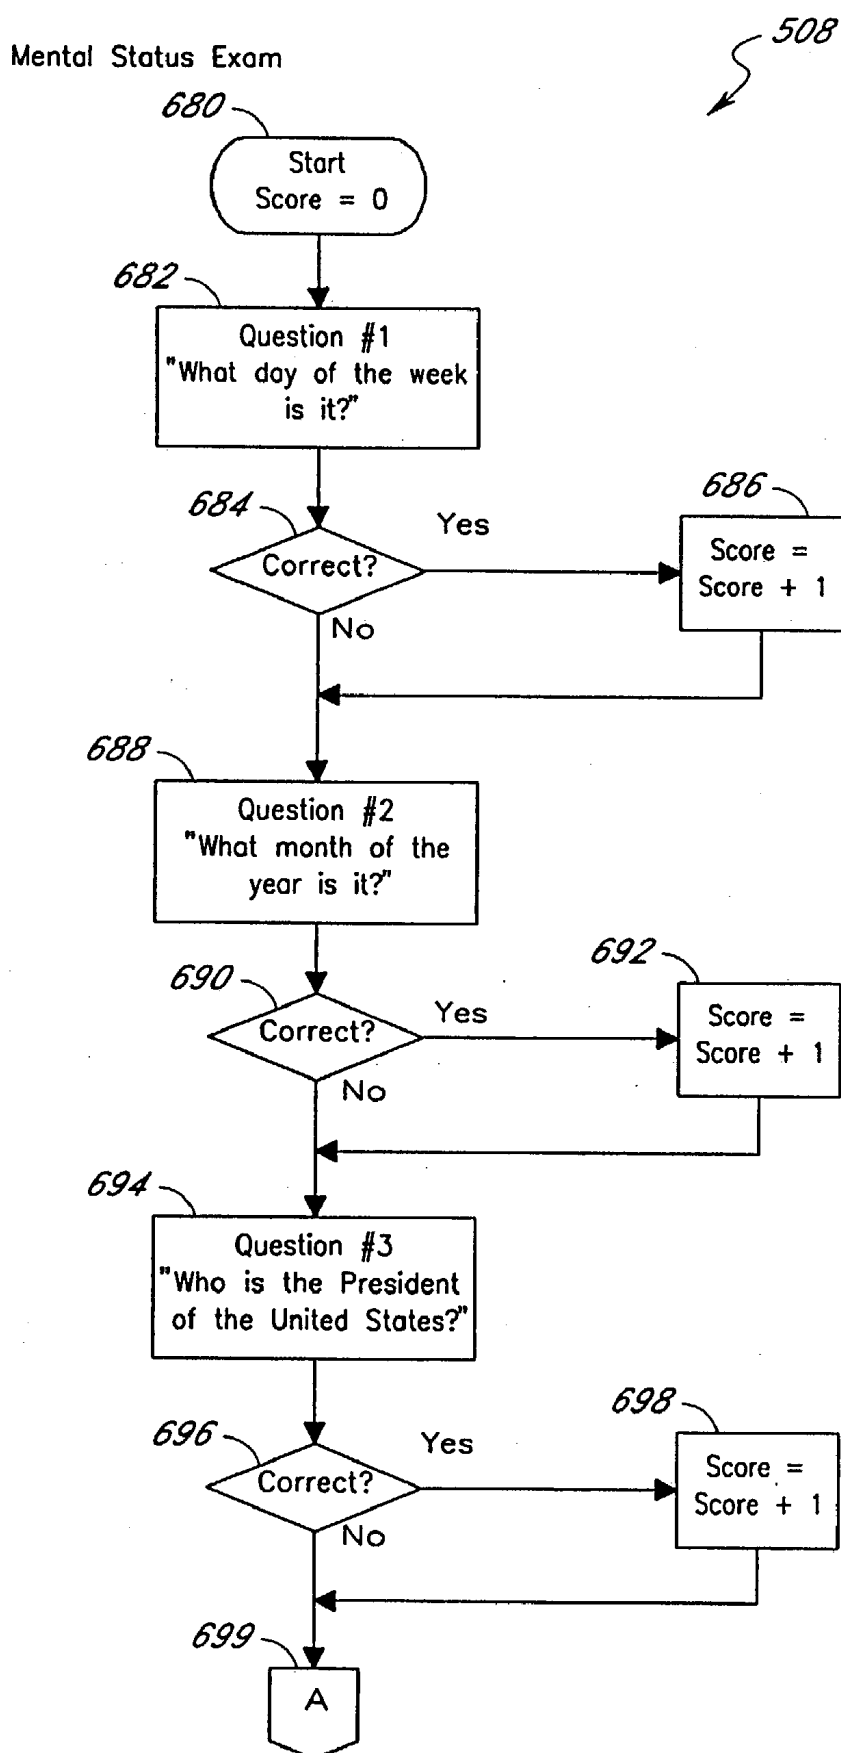 508
Mental Status Exam
680
Start
Score = 0
682
Question #1
"What day of the week
is it?"
684
Correct?
Yes
No
686
Score =
Score + 1
688
Question #2
"What month of the
year is it?"
690
Correct?
Yes
No
692
Score =
Score + 1
694
Question #3
"Who is the President
of the United States?"
696
Correct?
Yes
No
698
Score =
Score + 1
699
A